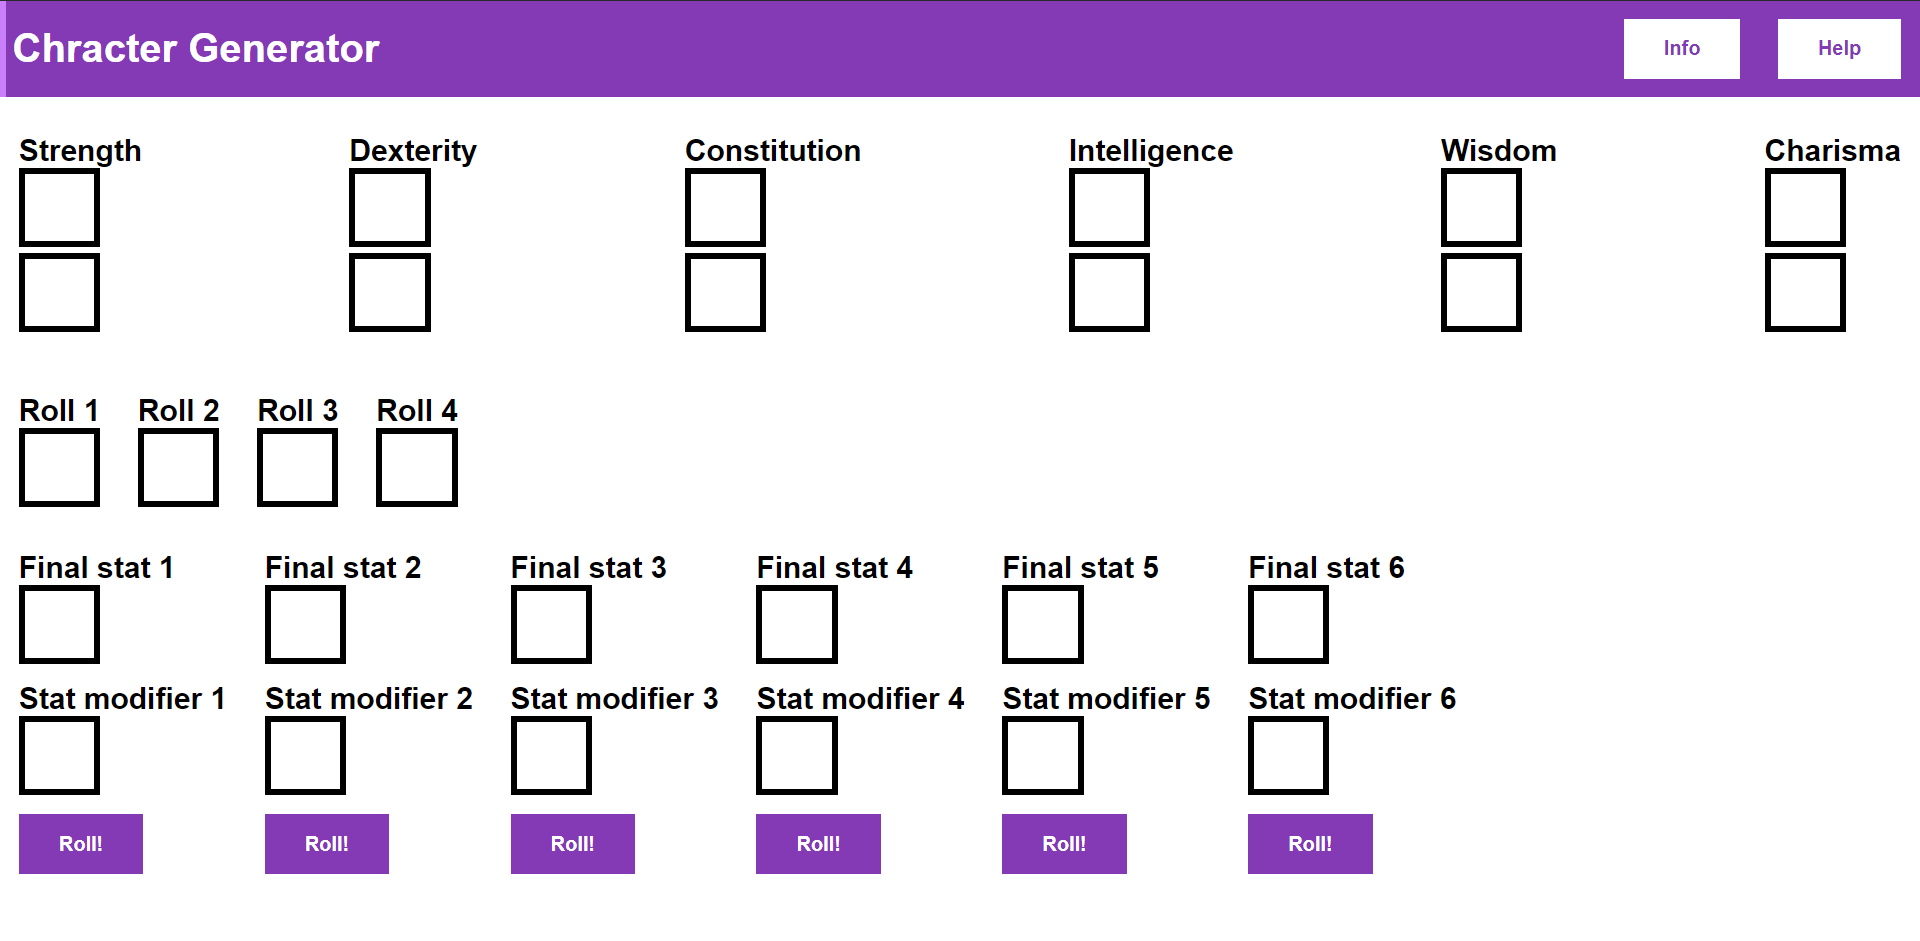 Chracter Generator
Info
Help
Strength Dexterity Constitution Intelligence Wisdom Charisma
Roll 1 Roll 2 Roll 3 Roll 4
Final stat 1 Final stat 2 Final stat 3 Final stat 4 Final stat 5 Final stat 6
Stat modifier 1 Stat modifier 2 Stat modifier 3 Stat modifier 4 Stat modifier 5 Stat modifier 6
Roll! Roll! Roll! Roll! Roll! Roll!